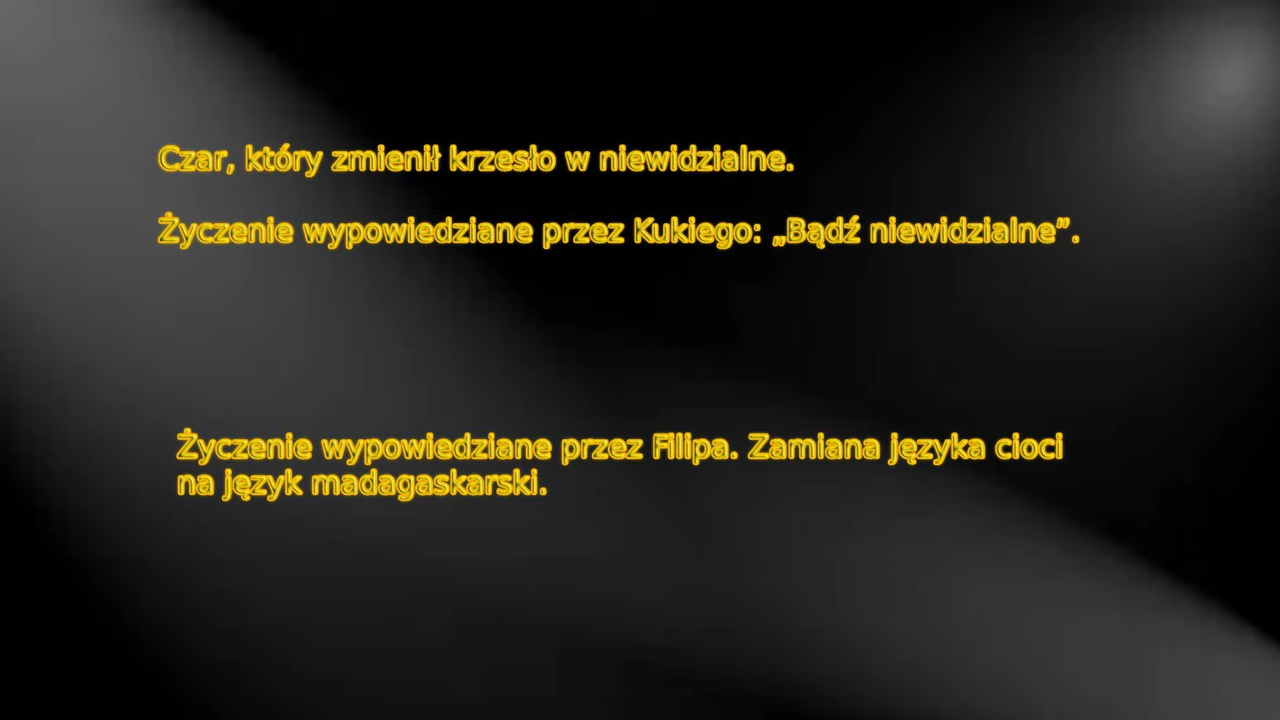 Czar, który zmienił krzesło w niewidzialne.
Życzenie wypowiedziane przez Kukiego: „Bądź niewidzialne”.
Życzenie wypowiedziane przez Filipa. Zamiana języka cioci
na język madagaskarski.